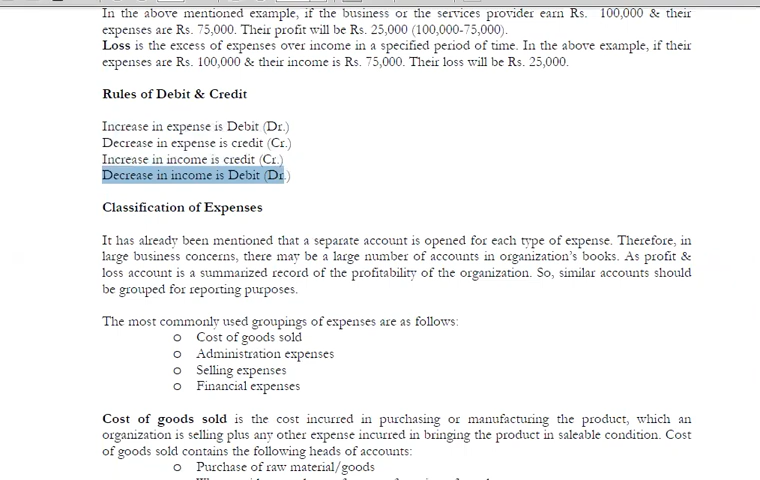 In the above mentioned example, if the business or the services provider earn Rs. 100,000 & their
expenses are Rs. 75,000. Their profit will be Rs. 25,000 (100,000-75,000).
Loss is the excess of expenses over income in a specified period of time. In the above example, if their
expenses are Rs. 100,000 & their income is Rs. 75,000. Their loss will be Rs. 25,000.
Rules of Debit & Credit
Increase in expense is Debit (Dr.)
Decrease in expense is credit (Cr.)
Increase in income is credit (Cr.)
Decrease in income is Debit (Dr.)
Classification of Expenses
It has already been mentioned that a separate account is opened for each type of expense. Therefore, in
large business concerns, there may be a large number of accounts in organization's books. As profit &
loss account is a summarized record of the profitability of the organization. So, similar accounts should
be grouped for reporting purposes.
The most commonly used groupings of expenses are as follows:
o Cost of goods sold
o Administration expenses
o Selling expenses
o Financial expenses
Cost of goods sold is the cost incurred in purchasing or manufacturing the product, which an
organization is selling plus any other expense incurred in bringing the product in saleable condition. Cost
of goods sold contains the following heads of accounts:
o Purchase of raw material/goods